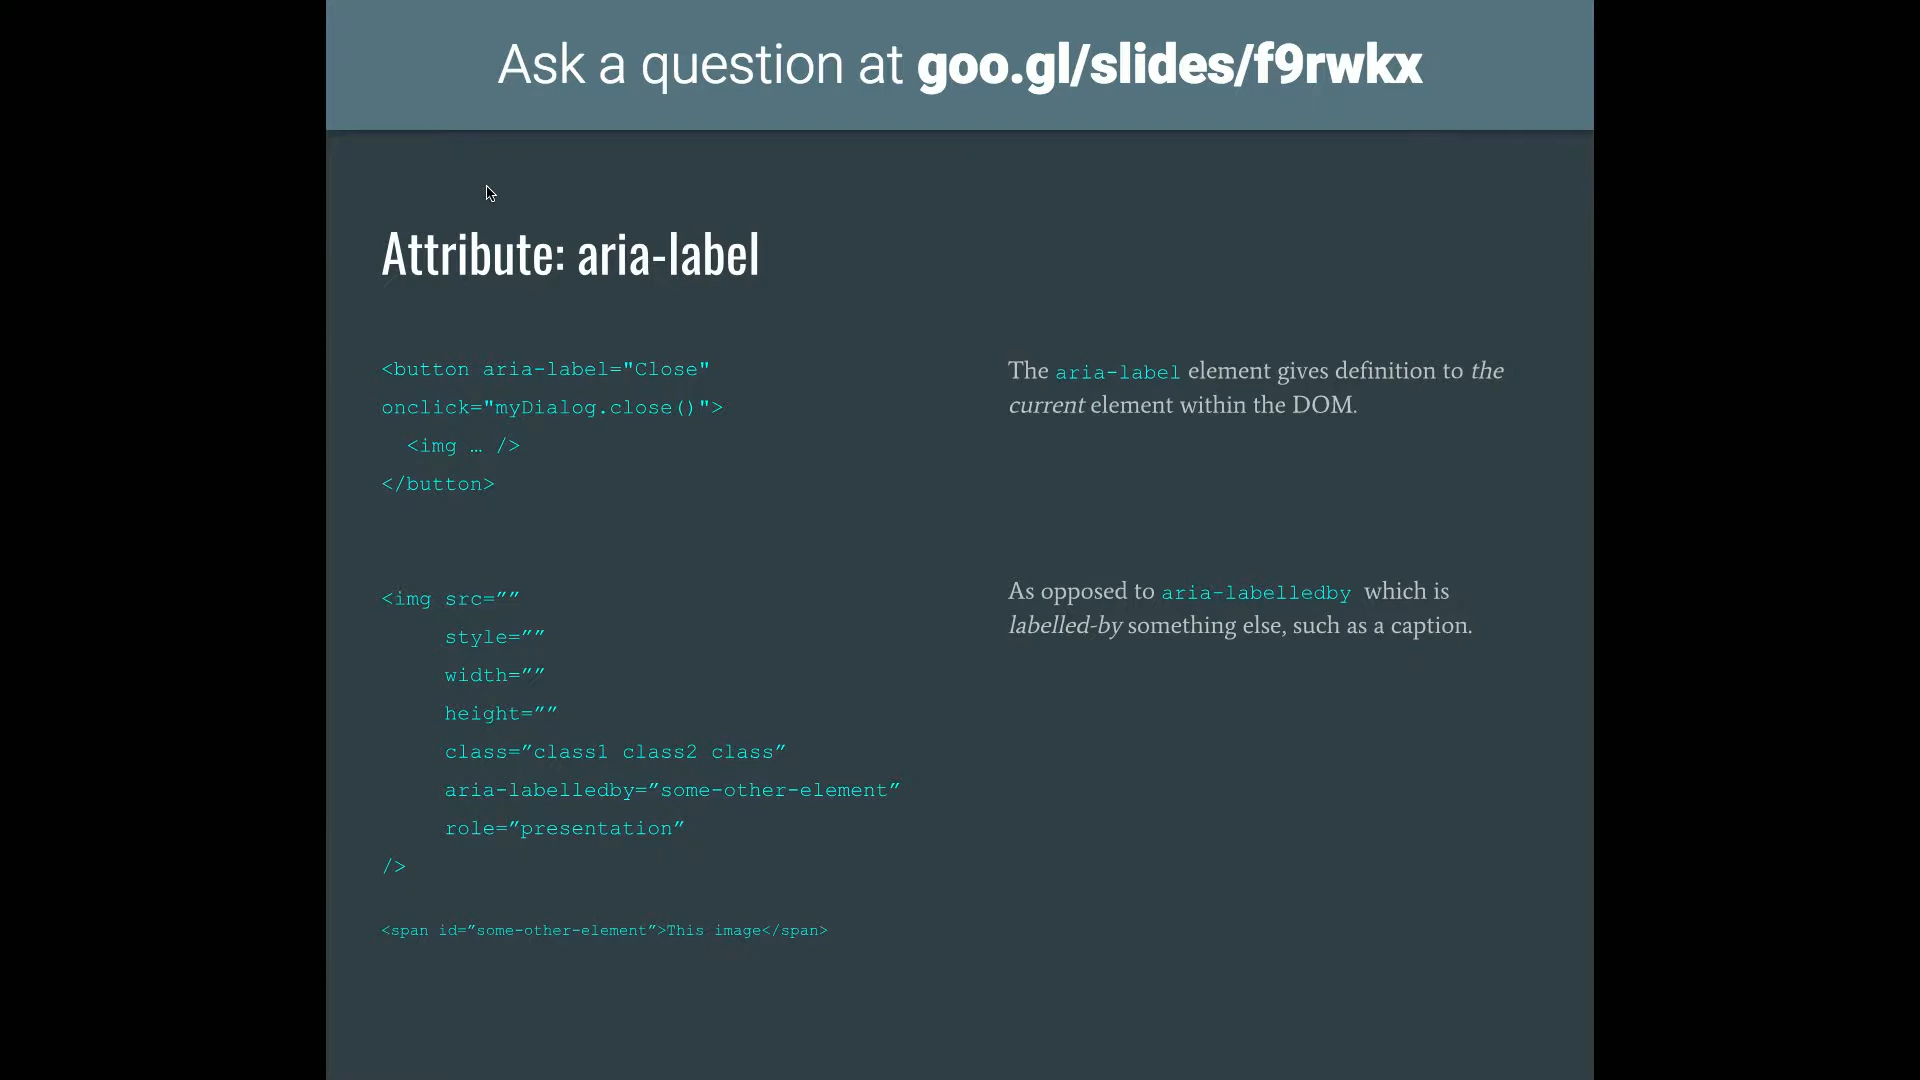 Ask a question at goo.gl/slides/f9rwkx
Attribute: aria-label
<button aria-label="Close"
onclick="myDialog.close()">
<img … />
</button>
The aria-label element gives definition to the
current element within the DOM.
<img src=””
style=””
width=””
height=””
class=”class1 class2 class”
aria-labelledby=”some-other-element”
role=”presentation”
/>
<span id=”some-other-element”>This image</span>
As opposed to aria-labelledby which is
labelled-by something else, such as a caption.